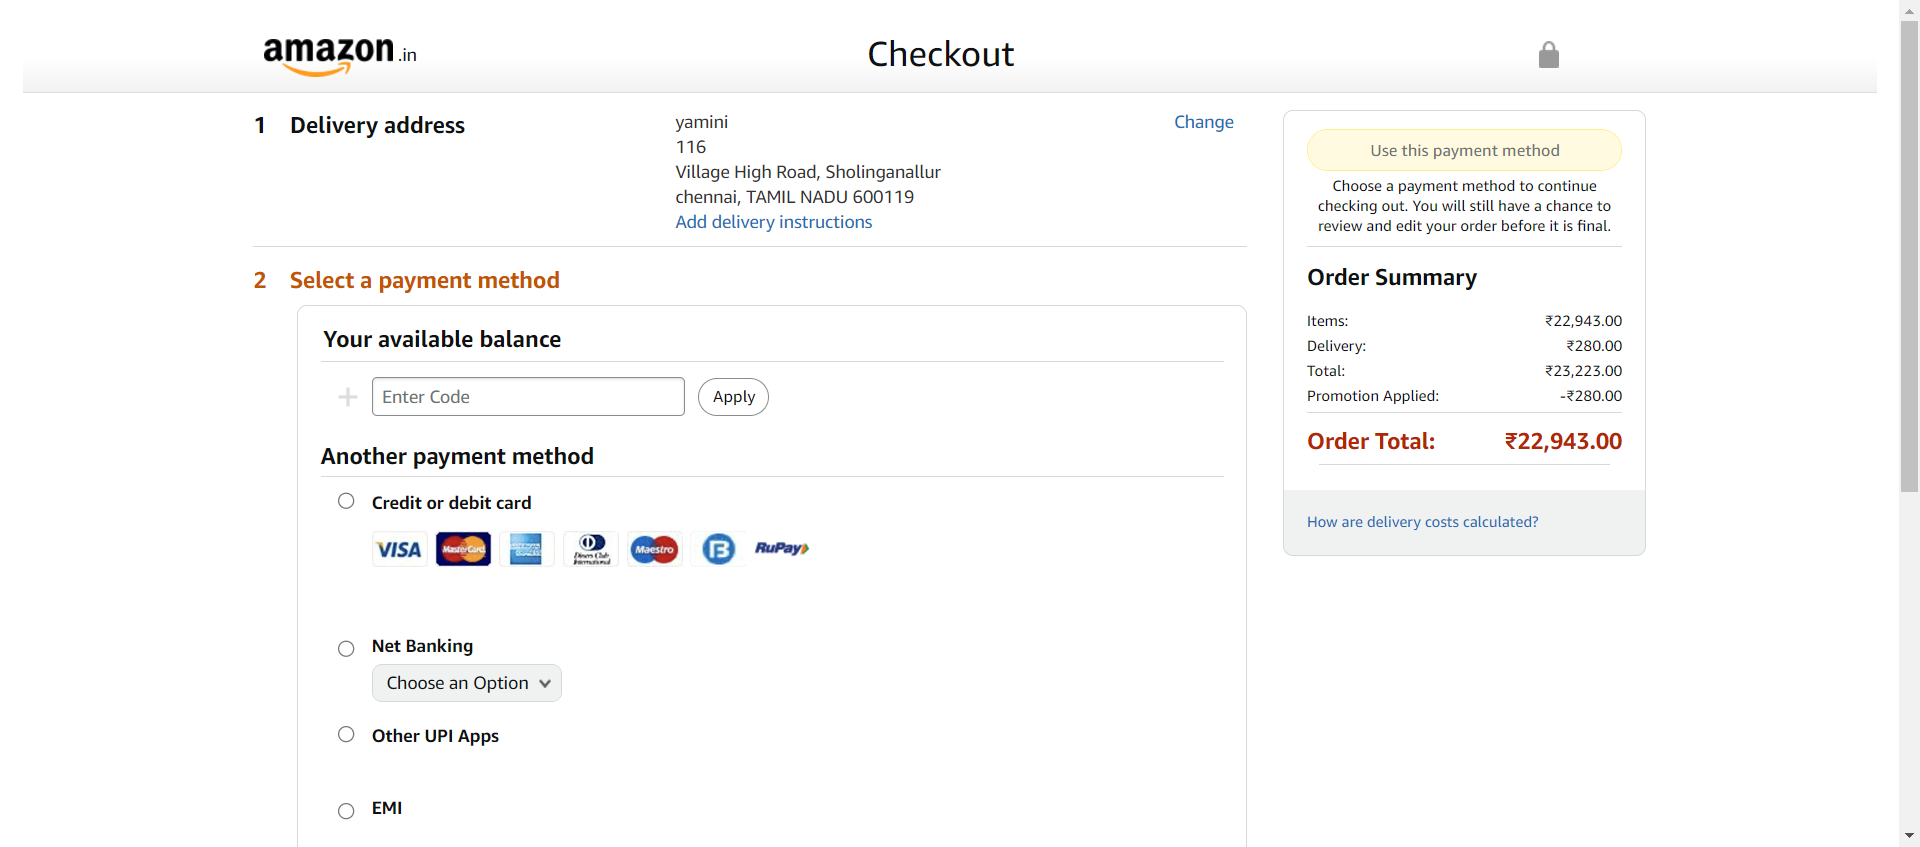 amazon.in
Checkout
1 Delivery address
yamini
116
Village High Road, Sholinganallur
chennai, TAMIL NADU 600119
Add delivery instructions
Change
2 Select a payment method
Your available balance
Enter Code
Apply
Another payment method
Credit or debit card
VISA MasterCard AMERICAN EXPRESS Diners Club International Maestro B RuPay
Net Banking
Choose an Option
Other UPI Apps
EMI
Use this payment method
Choose a payment method to continue
checking out. You will still have a chance to
review and edit your order before it is final.
Order Summary
Items: ₹22,943.00
Delivery: ₹280.00
Total: ₹23,223.00
Promotion Applied: -₹280.00
Order Total: ₹22,943.00
How are delivery costs calculated?